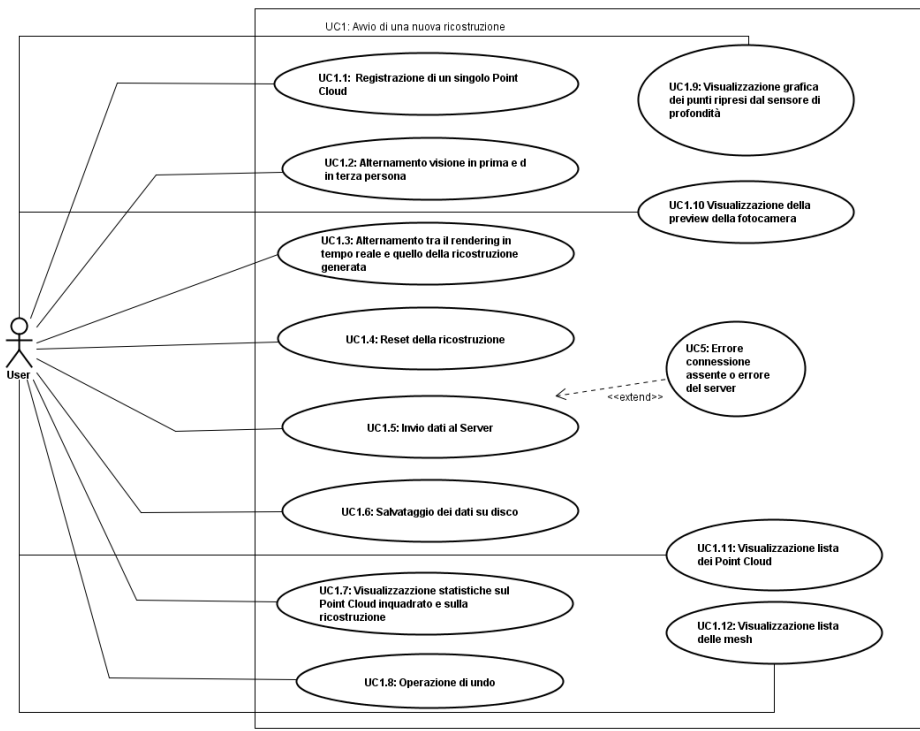 UC1: Avvio di una nuova ricostruzione
UC1.1: Registrazione di un singolo Point
Cloud
UC1.9: Visualizzazione grafica
dei punti ripresi dal sensore di
profondità
UC1.2: Alternamento visione in prima e d
in terza persona
UC1.10 Visualizzazione della
preview della fotocamera
UC1.3: Alternamento tra il rendering in
tempo reale e quello della ricostruzione
generata
UC1.4: Reset della ricostruzione
UC5: Errore
connessione
assente o errore
del server
User
<<extend>>
UC1.5: Invio dati al Server
UC1.6: Salvataggio dei dati su disco
UC1.11: Visualizzazione lista
dei Point Cloud
UC1.7: Visualizzazzione statistiche sul
Point Cloud inquadrato e sulla
ricostruzione
UC1.12: Visualizzazione lista
delle mesh
UC1.8: Operazione di undo